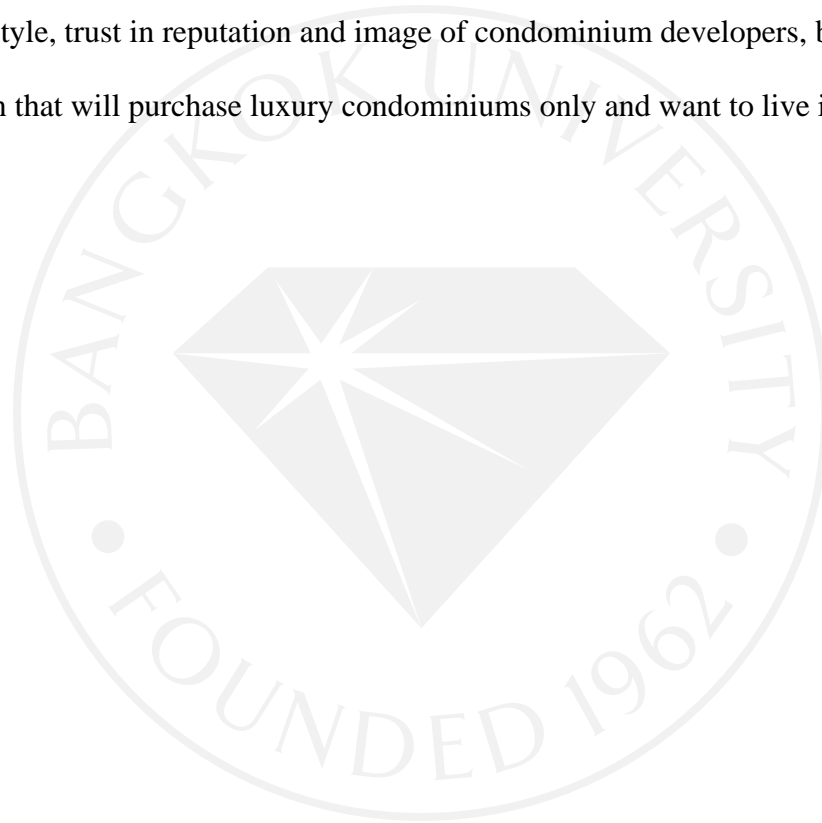 tyle, trust in reputation and image of condominium developers, b
n that will purchase luxury condominiums only and want to live i
BANGKOK UNIVERSITY
FOUNDED 1962